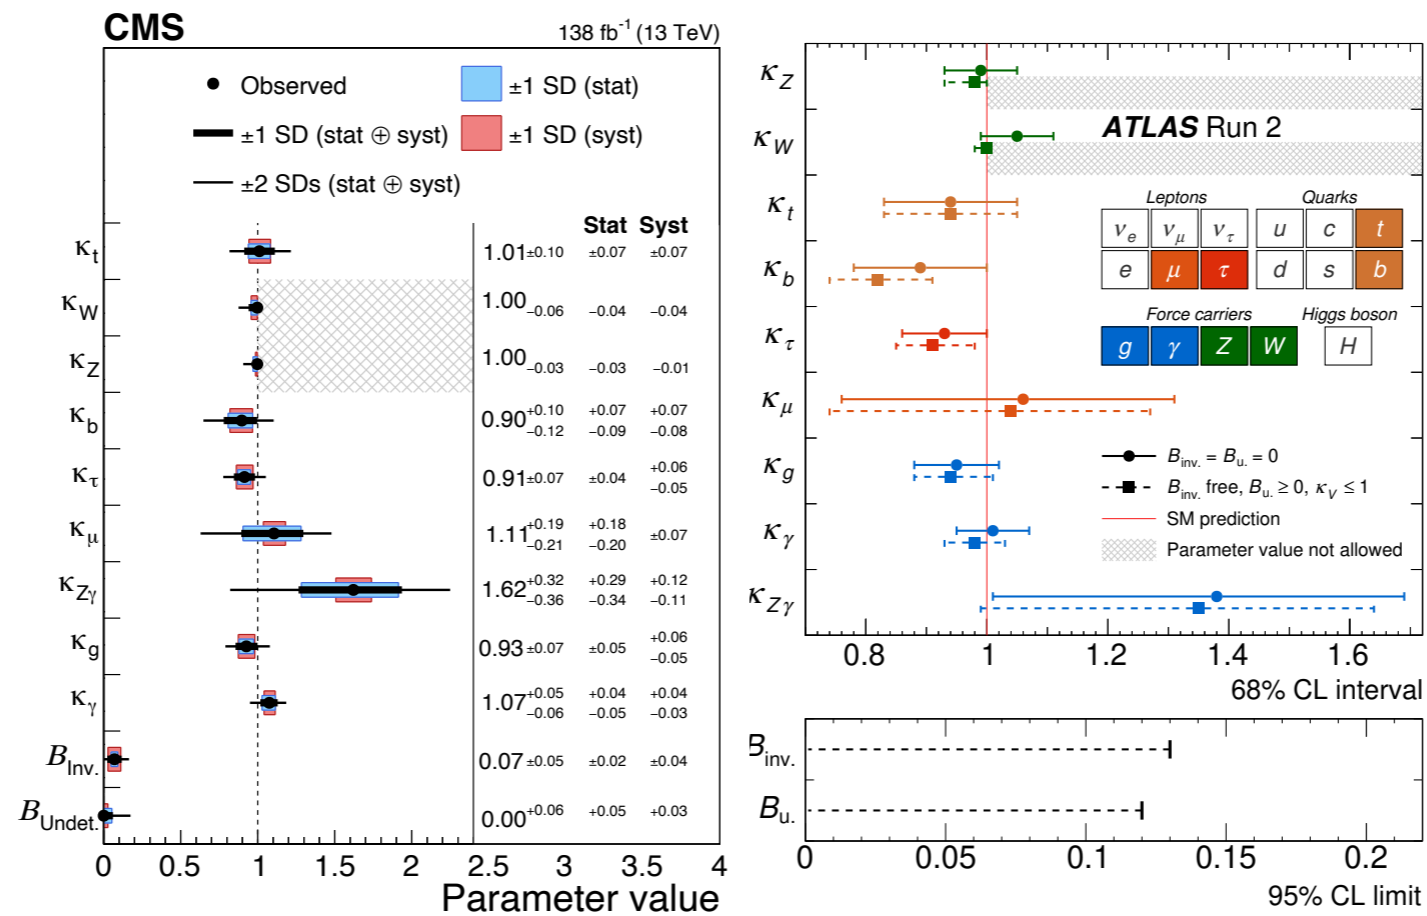 CMS 138 fb⁻¹ (13 TeV)
Observed ±1 SD (stat)
±1 SD (stat ⊕ syst) ±1 SD (syst)
±2 SDs (stat ⊕ syst)
Stat Syst
κt 1.01 ±0.10 ±0.07 ±0.07
κW 1.00 −0.06 −0.04 −0.04
κZ 1.00 −0.03 −0.03 −0.01
κb 0.90 +0.10 −0.12 +0.07 −0.09 +0.07 −0.08
κτ 0.91 ±0.07 ±0.04 +0.06 −0.05
κμ 1.11 +0.19 −0.21 +0.18 −0.20 ±0.07
κZγ 1.62 +0.32 −0.36 +0.29 −0.34 +0.12 −0.11
κg 0.93 ±0.07 ±0.05 +0.06 −0.05
κγ 1.07 +0.05 −0.06 +0.04 −0.05 +0.04 −0.03
BInv. 0.07 ±0.05 ±0.02 ±0.04
BUndet. 0.00 +0.06 +0.05 +0.03
0 0.5 1 1.5 2 2.5 3 3.5 4
Parameter value
κZ
κW
κt
κb
κτ
κμ
κg
κγ
κZγ
ATLAS Run 2
Leptons Quarks
νe νμ ντ u c t
e μ τ d s b
Force carriers Higgs boson
g γ Z W H
Binv. = Bu. = 0
Binv. free, Bu. ≥ 0, κV ≤ 1
SM prediction
Parameter value not allowed
0.8 1 1.2 1.4 1.6
68% CL interval
Binv.
Bu.
0 0.05 0.1 0.15 0.2
95% CL limit